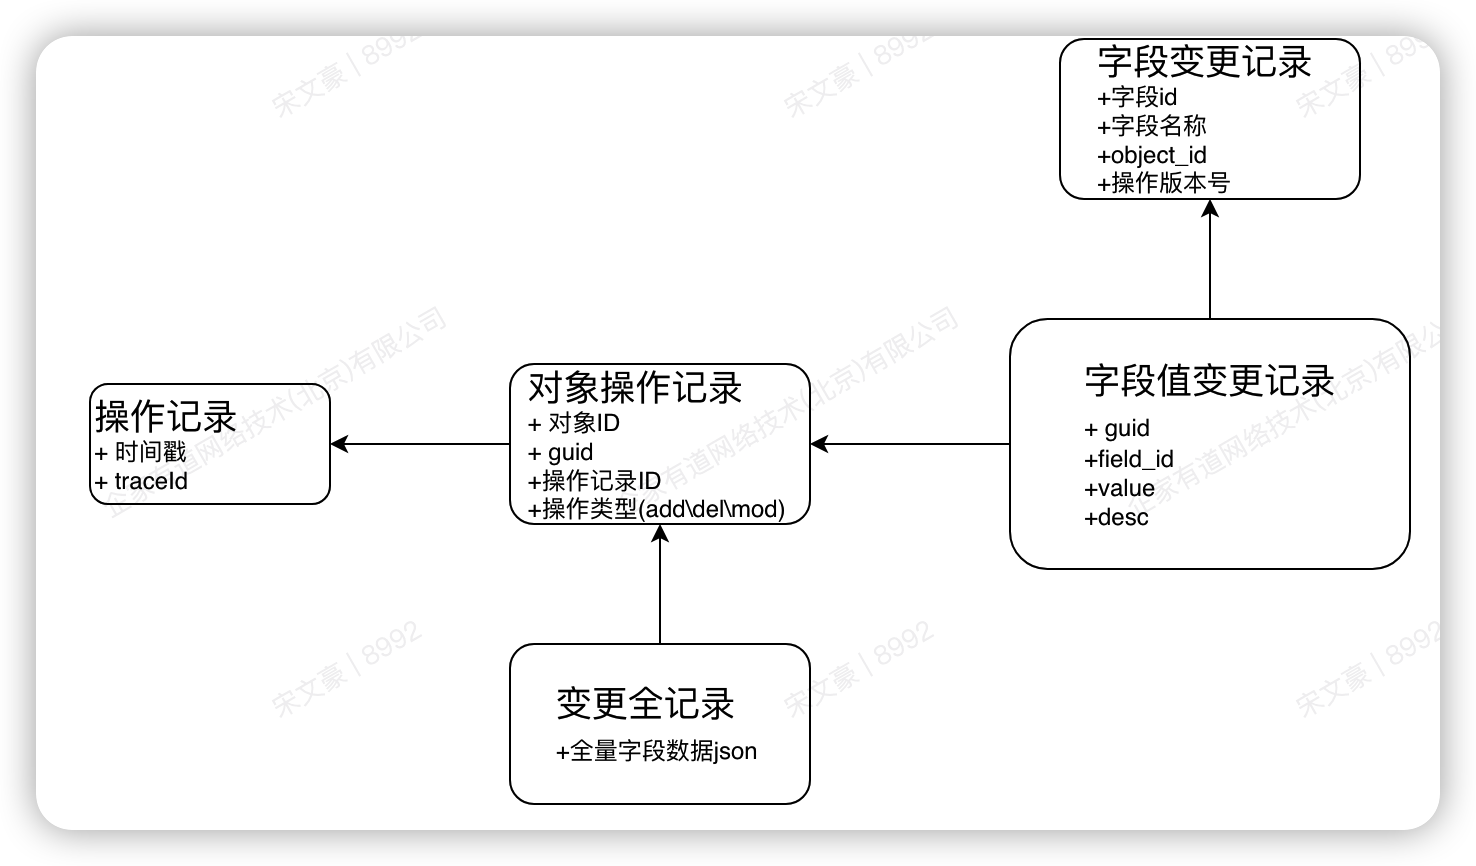 字段变更记录
+字段id
+字段名称
+object_id
+操作版本号
操作记录
+ 时间戳
+ traceId
对象操作记录
+ 对象ID
+ guid
+操作记录ID
+操作类型(add\del\mod)
字段值变更记录
+ guid
+field_id
+value
+desc
变更全记录
+全量字段数据json
宋文豪 | 8992
宋文豪 | 8992
宋文豪 | 8992
企家有道网络技术(北京)有限公司
企家有道网络技术(北京)有限公司
企家有道网络技术(北京)有限公司
宋文豪 | 8992
宋文豪 | 8992
宋文豪 | 8992